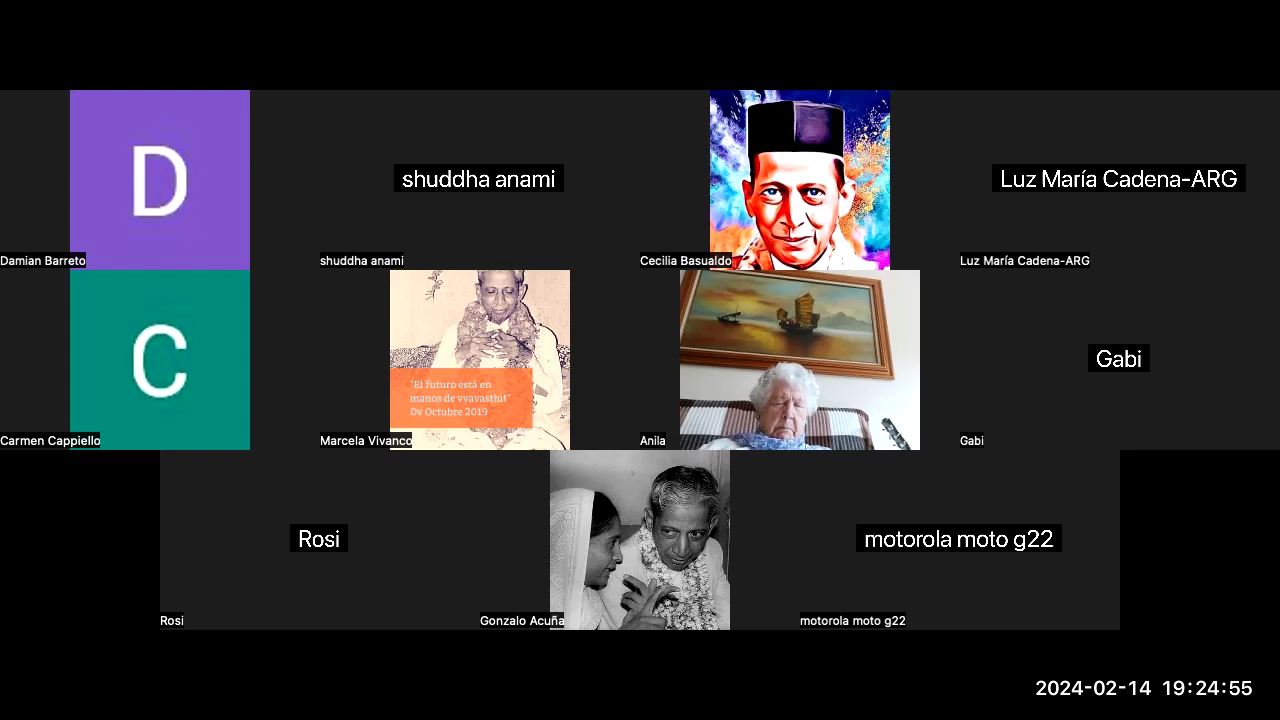 D
shuddha anami
Luz María Cadena-ARG
Damian Barreto
shuddha anami
Cecilia Basualdo
Luz María Cadena-ARG
C
"El futuro está en
manos de vyavasthit"
Dv Octubre 2019
Gabi
Carmen Cappiello
Marcela Vivanco
Anila
Gabi
Rosi
motorola moto g22
Rosi
Gonzalo Acuña
motorola moto g22
2024-02-14 19:24:55